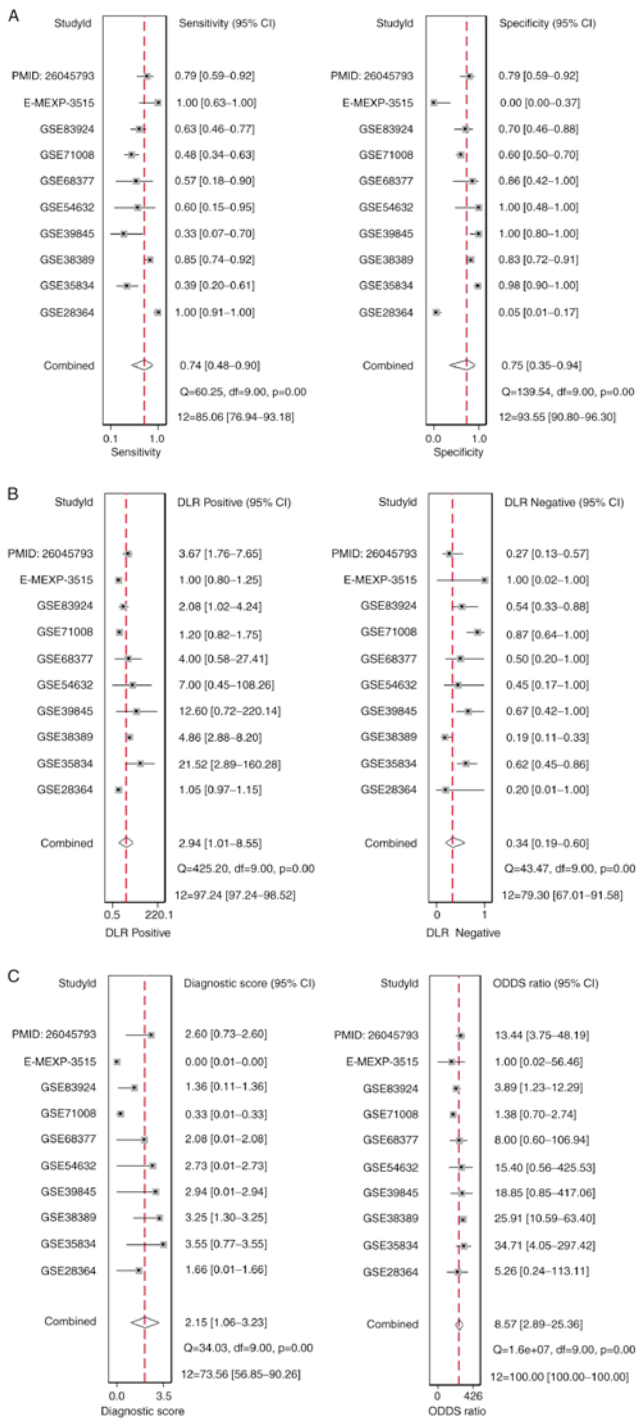 A
StudyId Sensitivity (95% CI)
PMID: 26045793 0.79 [0.59–0.92]
E-MEXP-3515 1.00 [0.63–1.00]
GSE83924 0.63 [0.46–0.77]
GSE71008 0.48 [0.34–0.63]
GSE68377 0.57 [0.18–0.90]
GSE54632 0.60 [0.15–0.95]
GSE39845 0.33 [0.07–0.70]
GSE38389 0.85 [0.74–0.92]
GSE35834 0.39 [0.20–0.61]
GSE28364 1.00 [0.91–1.00]
Combined 0.74 [0.48–0.90]
Q=60.25, df=9.00, p=0.00
12=85.06 [76.94–93.18]
0.1 1.0
Sensitivity
StudyId Specificity (95% CI)
PMID: 26045793 0.79 [0.59–0.92]
E-MEXP-3515 0.00 [0.00–0.37]
GSE83924 0.70 [0.46–0.88]
GSE71008 0.60 [0.50–0.70]
GSE68377 0.86 [0.42–1.00]
GSE54632 1.00 [0.48–1.00]
GSE39845 1.00 [0.80–1.00]
GSE38389 0.83 [0.72–0.91]
GSE35834 0.98 [0.90–1.00]
GSE28364 0.05 [0.01–0.17]
Combined 0.75 [0.35–0.94]
Q=139.54, df=9.00, p=0.00
12=93.55 [90.80–96.30]
0.0 1.0
Specificity
B
StudyId DLR Positive (95% CI)
PMID: 26045793 3.67 [1.76–7.65]
E-MEXP-3515 1.00 [0.80–1.25]
GSE83924 2.08 [1.02–4.24]
GSE71008 1.20 [0.82–1.75]
GSE68377 4.00 [0.58–27.41]
GSE54632 7.00 [0.45–108.26]
GSE39845 12.60 [0.72–220.14]
GSE38389 4.86 [2.88–8.20]
GSE35834 21.52 [2.89–160.28]
GSE28364 1.05 [0.97–1.15]
Combined 2.94 [1.01–8.55]
Q=425.20, df=9.00, p=0.00
12=97.24 [97.24–98.52]
0.5 220.1
DLR Positive
StudyId DLR Negative (95% CI)
PMID: 26045793 0.27 [0.13–0.57]
E-MEXP-3515 1.00 [0.02–1.00]
GSE83924 0.54 [0.33–0.88]
GSE71008 0.87 [0.64–1.00]
GSE68377 0.50 [0.20–1.00]
GSE54632 0.45 [0.17–1.00]
GSE39845 0.67 [0.42–1.00]
GSE38389 0.19 [0.11–0.33]
GSE35834 0.62 [0.45–0.86]
GSE28364 0.20 [0.01–1.00]
Combined 0.34 [0.19–0.60]
Q=43.47, df=9.00, p=0.00
12=79.30 [67.01–91.58]
0 1
DLR Negative
C
StudyId Diagnostic score (95% CI)
PMID: 26045793 2.60 [0.73–2.60]
E-MEXP-3515 0.00 [0.01–0.00]
GSE83924 1.36 [0.11–1.36]
GSE71008 0.33 [0.01–0.33]
GSE68377 2.08 [0.01–2.08]
GSE54632 2.73 [0.01–2.73]
GSE39845 2.94 [0.01–2.94]
GSE38389 3.25 [1.30–3.25]
GSE35834 3.55 [0.77–3.55]
GSE28364 1.66 [0.01–1.66]
Combined 2.15 [1.06–3.23]
Q=34.03, df=9.00, p=0.00
12=73.56 [56.85–90.26]
0.0 3.5
Diagnostic score
StudyId ODDS ratio (95% CI)
PMID: 26045793 13.44 [3.75–48.19]
E-MEXP-3515 1.00 [0.02–56.46]
GSE83924 3.89 [1.23–12.29]
GSE71008 1.38 [0.70–2.74]
GSE68377 8.00 [0.60–106.94]
GSE54632 15.40 [0.56–425.53]
GSE39845 18.85 [0.85–417.06]
GSE38389 25.91 [10.59–63.40]
GSE35834 34.71 [4.05–297.42]
GSE28364 5.26 [0.24–113.11]
Combined 8.57 [2.89–25.36]
Q=1.6e+07, df=9.00, p=0.00
12=100.00 [100.00–100.00]
0 426
ODDS ratio